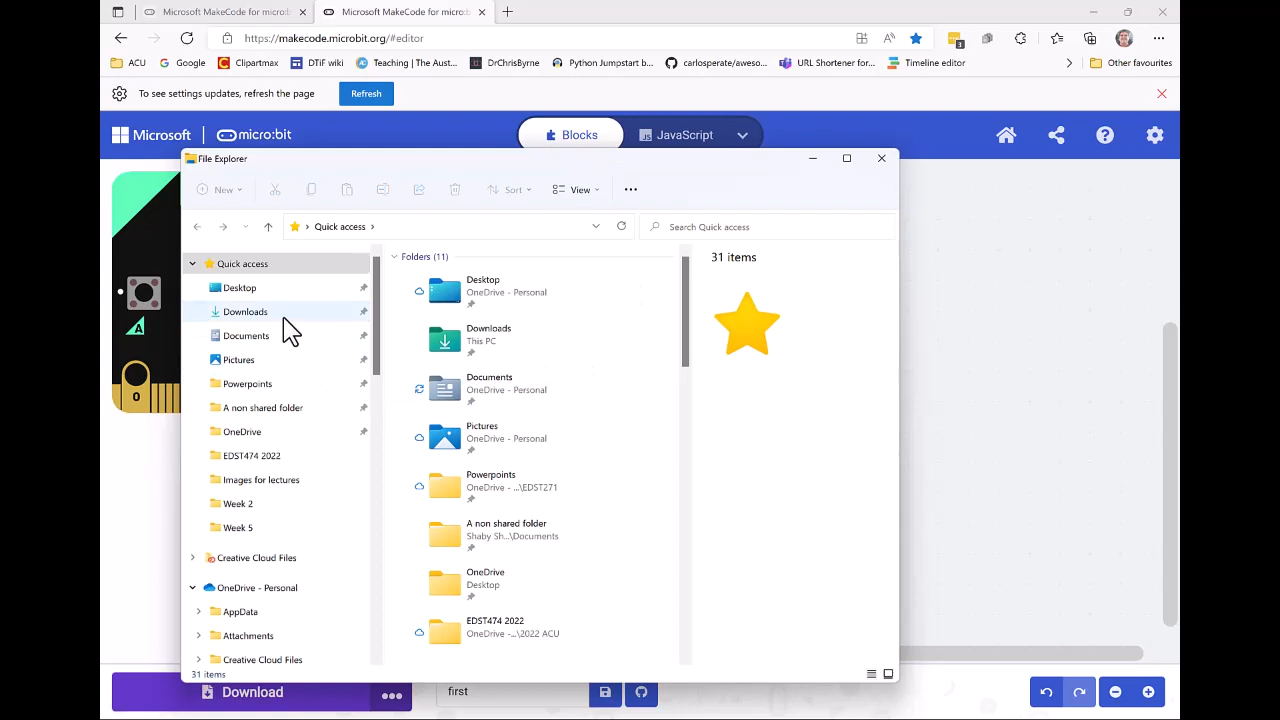 Microsoft MakeCode for micro:b
Microsoft MakeCode for micro:b
https://makecode.microbit.org/#editor
3
ACU
Google
Clipartmax
DTiF wiki
Teaching | The Aust...
DrChrisByrne
Python Jumpstart b...
carlosperate/aweso...
URL Shortener for...
Timeline editor
Other favourites
To see settings updates, refresh the page
Refresh
Microsoft
micro:bit
Blocks
JavaScript
File Explorer
New
Sort
View
Quick access
Search Quick access
Quick access
Desktop
Downloads
Documents
Pictures
Powerpoints
A non shared folder
OneDrive
EDST474 2022
Images for lectures
Week 2
Week 5
Creative Cloud Files
OneDrive - Personal
AppData
Attachments
Creative Cloud Files
Folders (11)
Desktop
OneDrive - Personal
Downloads
This PC
Documents
OneDrive - Personal
Pictures
OneDrive - Personal
Powerpoints
OneDrive - ...\EDST271
A non shared folder
Shaby Sh...\Documents
OneDrive
Desktop
EDST474 2022
OneDrive -...\2022 ACU
31 items
31 items
A
0
Download
first